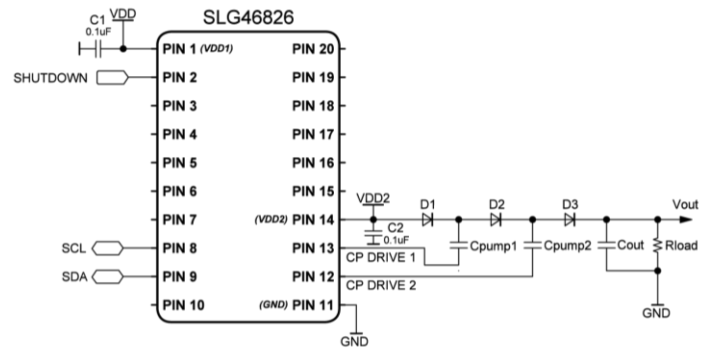 SLG46826
C1
VDD
0.1uF
PIN 1 (VDD1)
PIN 20
SHUTDOWN
PIN 2
PIN 19
PIN 3
PIN 18
PIN 4
PIN 17
PIN 5
PIN 16
PIN 6
PIN 15
VDD2
D1
D2
D3
Vout
PIN 7
(VDD2) PIN 14
C2
0.1uF
SCL
PIN 8
PIN 13
CP DRIVE 1
Cpump1
Cpump2
Cout
Rload
SDA
PIN 9
PIN 12
CP DRIVE 2
PIN 10
(GND) PIN 11
GND
GND